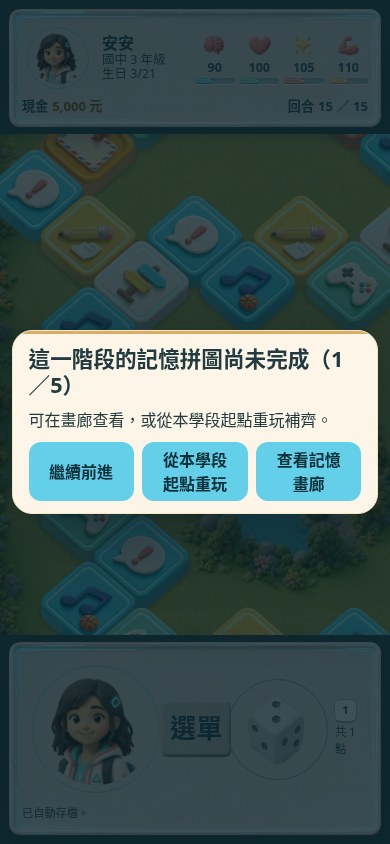 安安
國中 3 年級
生日 3/21
90
100
105
110
現金 5,000 元
回合 15 ／ 15
這一階段的記憶拼圖尚未完成（1
／5）
可在畫廊查看，或從本學段起點重玩補齊。
繼續前進
從本學段
起點重玩
查看記憶
畫廊
選單
1
共 1
點
已自動存檔。